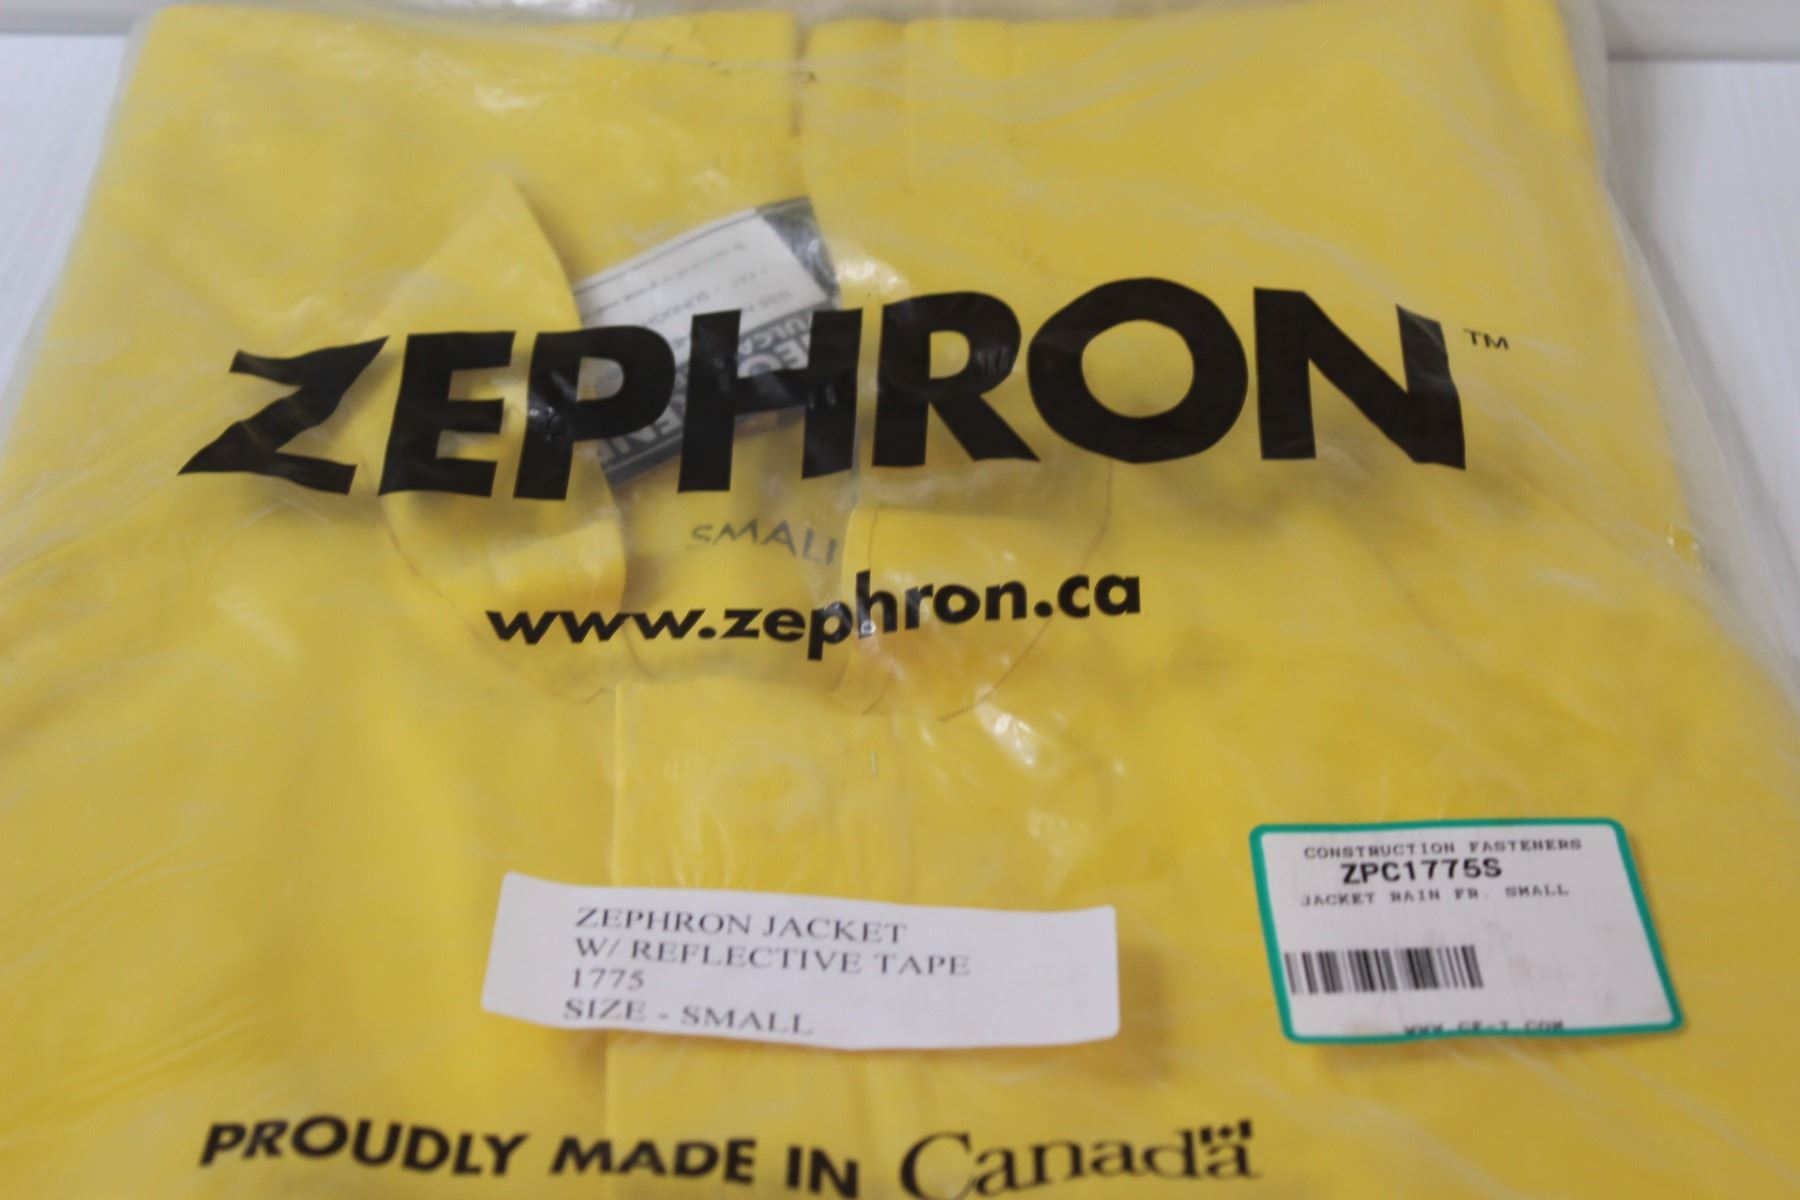 ZEPHRON™
SMALL
www.zephron.ca
CONSTRUCTION FASTENERS
ZPC1775S
JACKET RAIN FR. SMALL
ZEPHRON JACKET
W/ REFLECTIVE TAPE
1775
SIZE - SMALL
PROUDLY MADE IN Canada